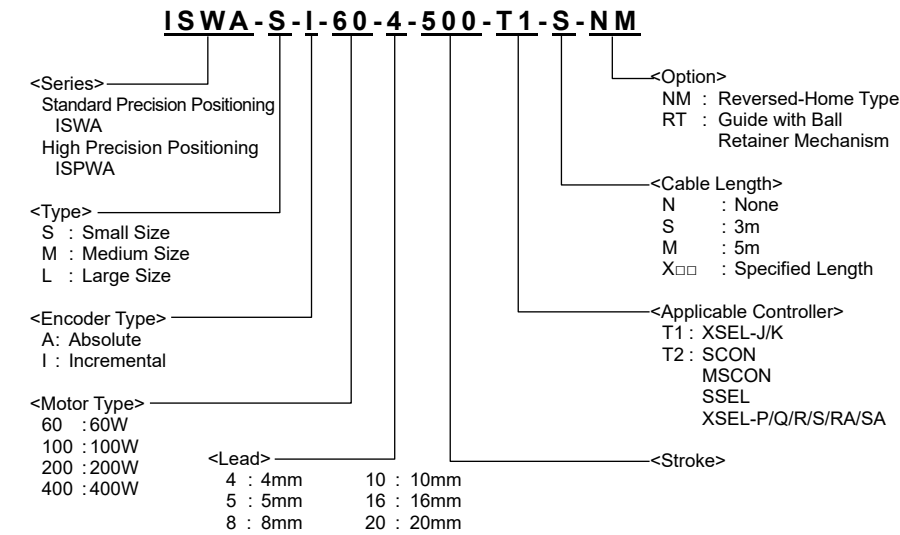 ISWA-S-I-60-4-500-T1-S-NM
<Series>
Standard Precision Positioning
ISWA
High Precision Positioning
ISPWA
<Type>
S : Small Size
M : Medium Size
L : Large Size
<Encoder Type>
A: Absolute
I : Incremental
<Motor Type>
60 :60W
100 :100W
200 :200W
400 :400W
<Lead>
4 : 4mm 10 : 10mm
5 : 5mm 16 : 16mm
8 : 8mm 20 : 20mm
<Option>
NM : Reversed-Home Type
RT : Guide with Ball
Retainer Mechanism
<Cable Length>
N : None
S : 3m
M : 5m
X□□ : Specified Length
<Applicable Controller>
T1 : XSEL-J/K
T2 : SCON
MSCON
SSEL
XSEL-P/Q/R/S/RA/SA
<Stroke>